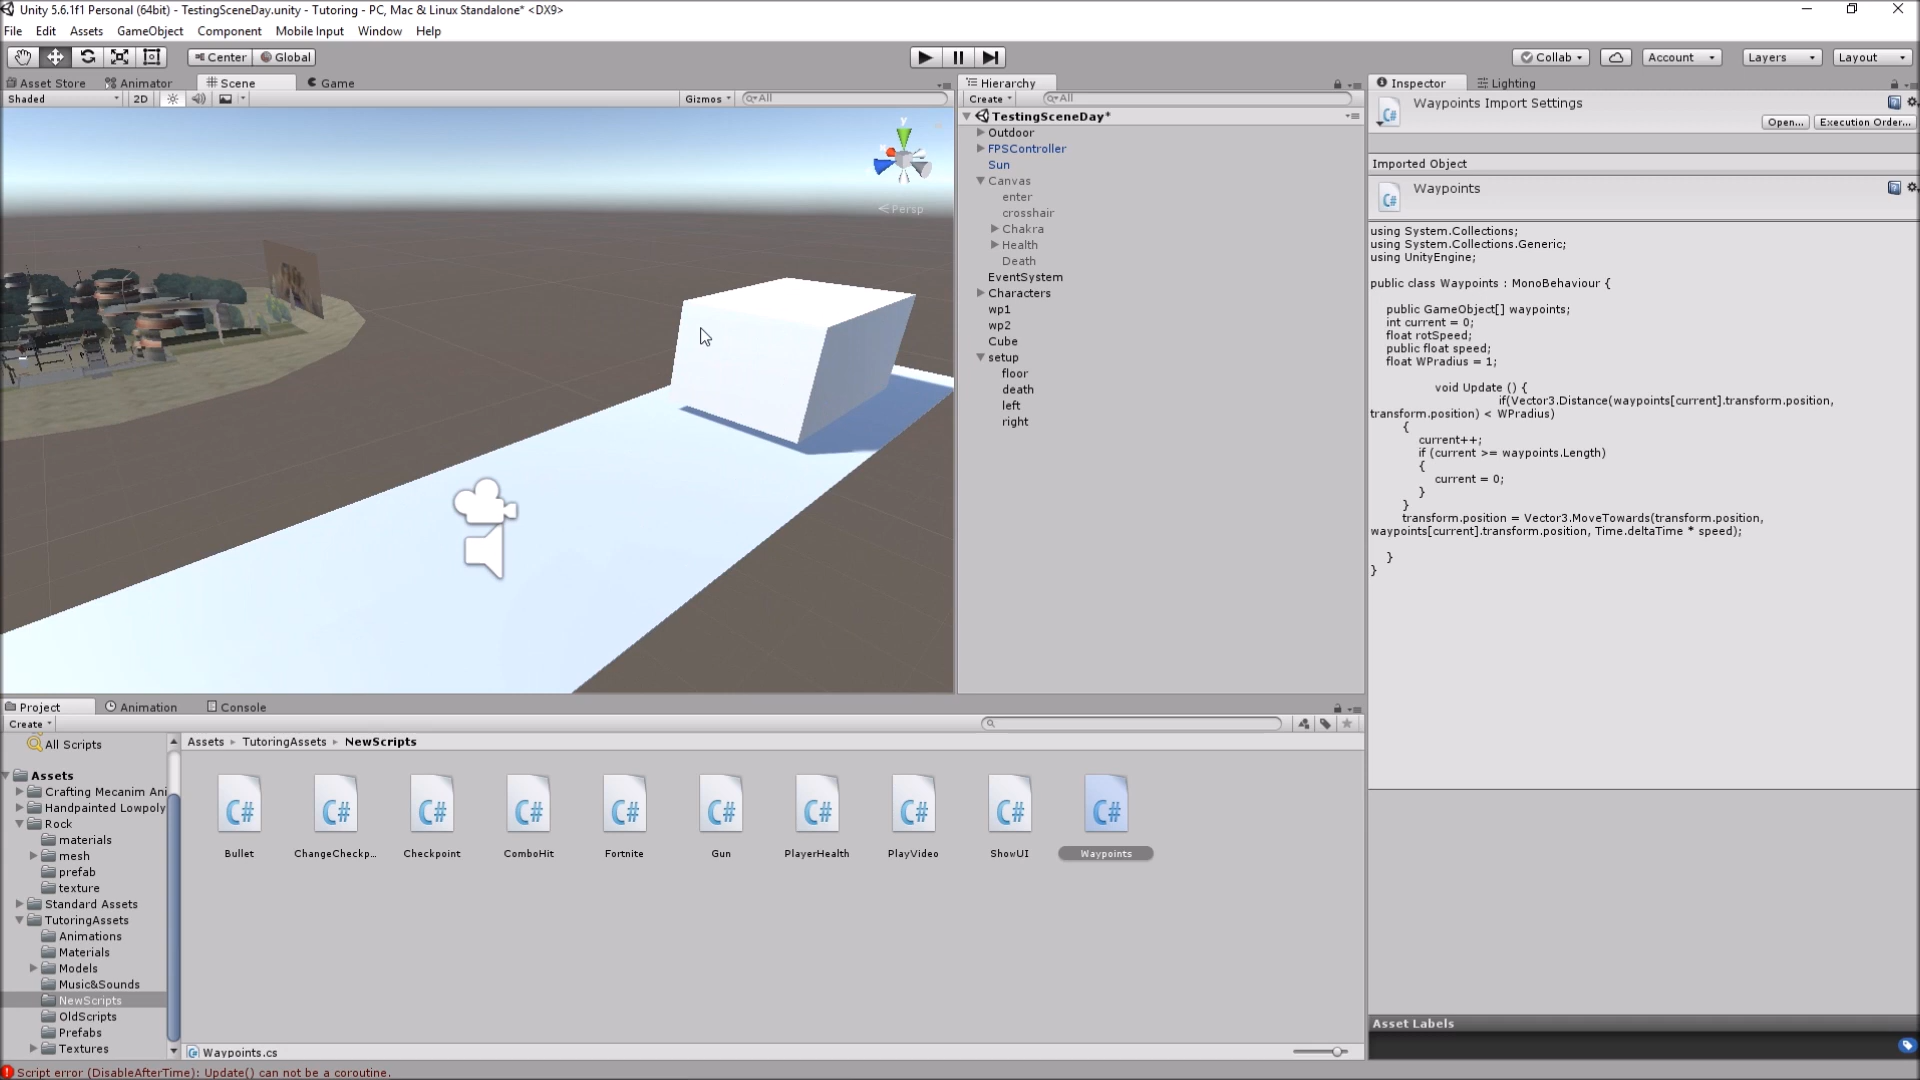 Unity 5.6.1f1 Personal (64bit) - TestingSceneDay.unity - Tutoring - PC, Mac & Linux Standalone* <DX9>
File Edit Assets GameObject Component Mobile Input Window Help
Center Global
Collab Account Layers Layout
Asset Store Animator Scene Game
Shaded 2D Gizmos All
y
Persp
Hierarchy
Create All
TestingSceneDay*
Outdoor
FPSController
Sun
Canvas
enter
crosshair
Chakra
Health
Death
EventSystem
Characters
wp1
wp2
Cube
setup
floor
death
left
right
Inspector Lighting
C# Waypoints Import Settings
Open... Execution Order...
Imported Object
C# Waypoints
using System.Collections;
using System.Collections.Generic;
using UnityEngine;
public class Waypoints : MonoBehaviour {
public GameObject[] waypoints;
int current = 0;
float rotSpeed;
public float speed;
float WPradius = 1;
void Update () {
if(Vector3.Distance(waypoints[current].transform.position,
transform.position) < WPradius)
{
current++;
if (current >= waypoints.Length)
{
current = 0;
}
}
transform.position = Vector3.MoveTowards(transform.position,
waypoints[current].transform.position, Time.deltaTime * speed);
}
}
Asset Labels
Project Animation Console
Create
All Scripts
Assets
Crafting Mecanim Ani
Handpainted Lowpoly
Rock
materials
mesh
prefab
texture
Standard Assets
TutoringAssets
Animations
Materials
Models
Music&Sounds
NewScripts
OldScripts
Prefabs
Textures
Assets TutoringAssets NewScripts
C# C# C# C# C# C# C# C# C# C#
Bullet ChangeCheckp... Checkpoint ComboHit Fortnite Gun PlayerHealth PlayVideo ShowUI Waypoints
Waypoints.cs
Script error (DisableAfterTime): Update() can not be a coroutine.